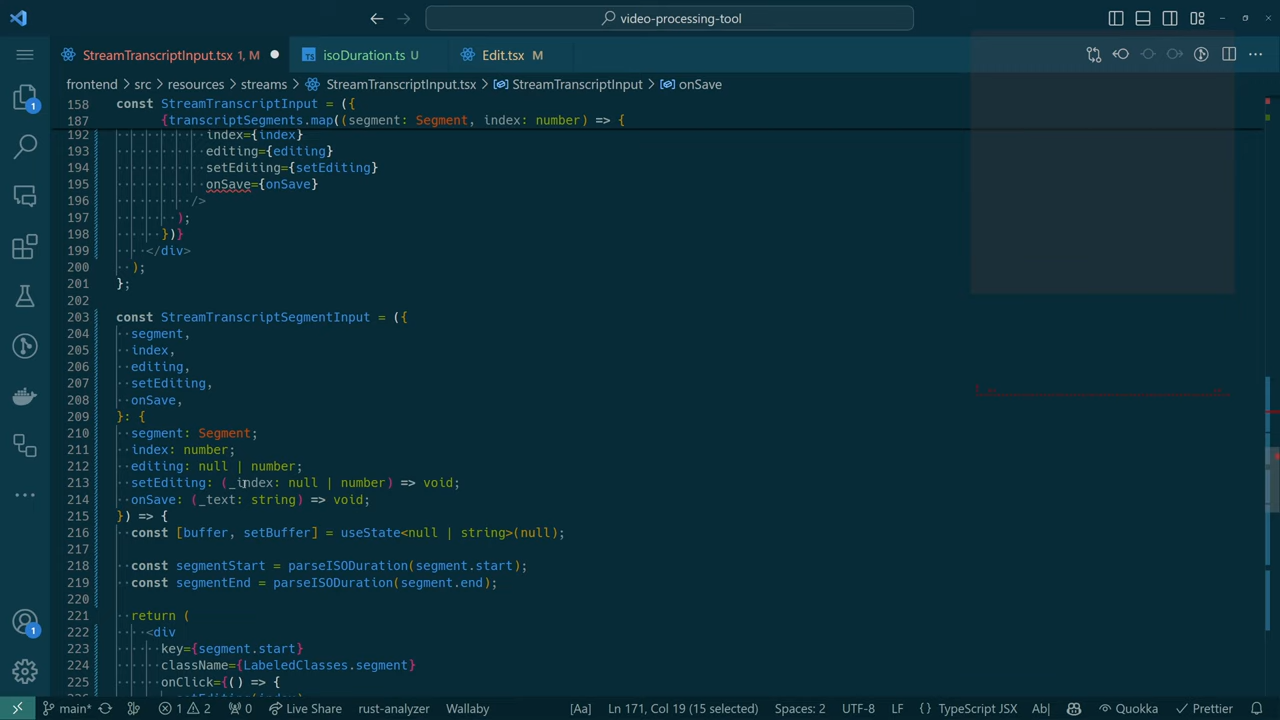 video-processing-tool
StreamTranscriptInput.tsx 1, M
isoDuration.ts U
Edit.tsx M
frontend > src > resources > streams > StreamTranscriptInput.tsx > StreamTranscriptInput > onSave
158 const StreamTranscriptInput = ({
187 {transcriptSegments.map((segment: Segment, index: number) => {
192 index={index}
193 editing={editing}
194 setEditing={setEditing}
195 onSave={onSave}
196 />
197 );
198 })}
199 </div>
200 );
201 };
202
203 const StreamTranscriptSegmentInput = ({
204 segment,
205 index,
206 editing,
207 setEditing,
208 onSave,
209 }: {
210 segment: Segment;
211 index: number;
212 editing: null | number;
213 setEditing: (_index: null | number) => void;
214 onSave: (_text: string) => void;
215 }) => {
216 const [buffer, setBuffer] = useState<null | string>(null);
217
218 const segmentStart = parseISODuration(segment.start);
219 const segmentEnd = parseISODuration(segment.end);
220
221 return (
222 <div
223 key={segment.start}
224 className={LabeledClasses.segment}
225 onClick={() => {
1
1
main* 1 2 0 Live Share rust-analyzer Wallaby [Aa] Ln 171, Col 19 (15 selected) Spaces: 2 UTF-8 LF {} TypeScript JSX Ab| Quokka Prettier